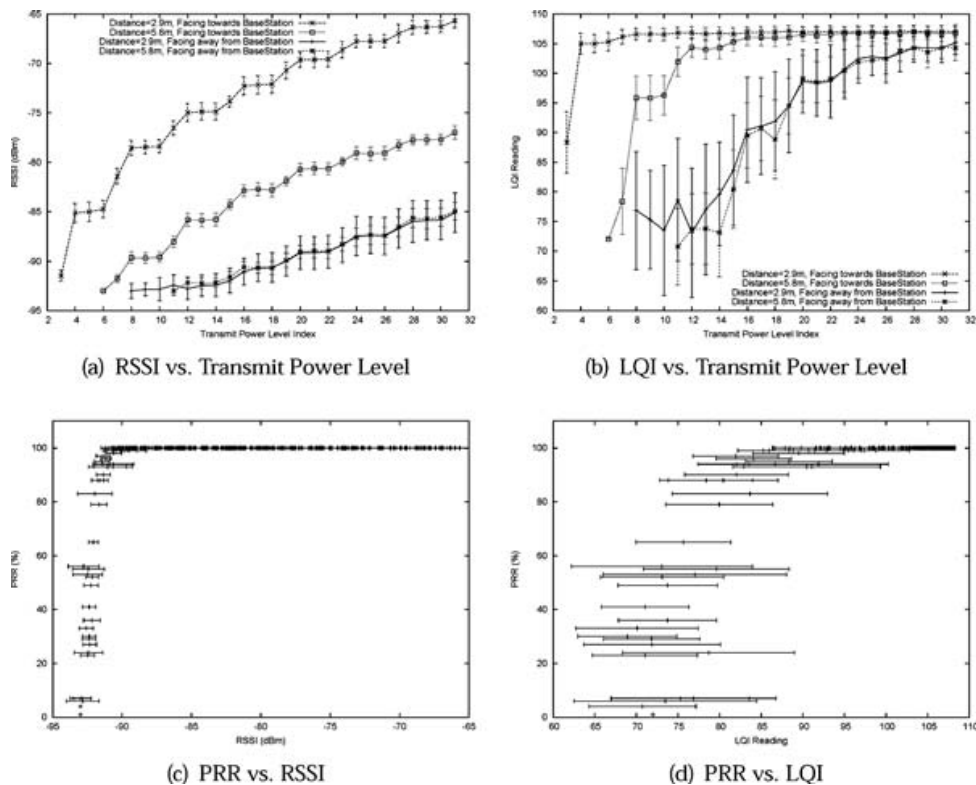 -65
-70
-75
-80
-85
-90
-95
RSSI (dBm)
Distance=2.9m, Facing towards BaseStation
Distance=5.8m, Facing towards BaseStation
Distance=2.9m, Facing away from BaseStation
Distance=5.8m, Facing away from BaseStation
2 4 6 8 10 12 14 16 18 20 22 24 26 28 30 32
Transmit Power Level Index
(a) RSSI vs. Transmit Power Level
110
105
100
95
90
85
80
75
70
65
60
LQI Reading
Distance=2.9m, Facing towards BaseStation
Distance=5.8m, Facing towards BaseStation
Distance=2.9m, Facing away from BaseStation
Distance=5.8m, Facing away from BaseStation
2 4 6 8 10 12 14 16 18 20 22 24 26 28 30 32
Transmit Power Level Index
(b) LQI vs. Transmit Power Level
100
80
60
40
20
0
PRR (%)
-95 -90 -85 -80 -75 -70 -65
RSSI (dBm)
(c) PRR vs. RSSI
100
80
60
40
20
0
PRR (%)
60 65 70 75 80 85 90 95 100 105 110
LQI Reading
(d) PRR vs. LQI